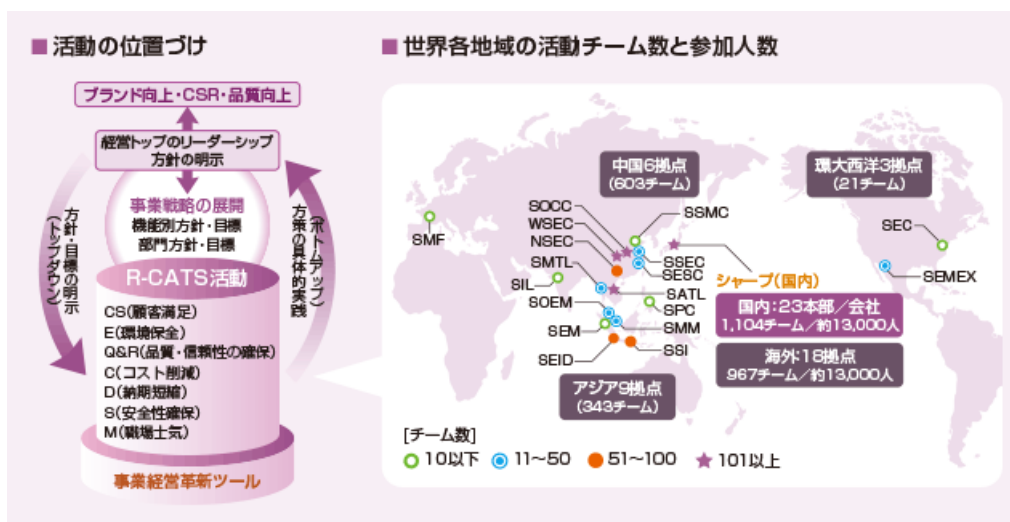 ■ 活動の位置づけ
ブランド向上・CSR・品質向上
経営トップのリーダーシップ
方針の明示
事業戦略の展開
機能別方針・目標
部門方針・目標
方針・目標の明示
(トップダウン)
(ボトムアップ)
方策の具体的実践
R-CATS活動
CS(顧客満足)
E(環境保全)
Q&R(品質・信頼性の確保)
C(コスト削減)
D(納期短縮)
S(安全性確保)
M(職場士気)
事業経営革新ツール
■ 世界各地域の活動チーム数と参加人数
中国6拠点
(603チーム)
環大西洋3拠点
(21チーム)
SOCC
WSEC
NSEC
SMTL
SIL
SOEM
SEM
SEID
SMF
SSMC
SSEC
SESC
SATL
SPC
SMM
SSI
SEC
SEMEX
シャープ(国内)
国内:23本部/会社
1,104チーム/約13,000人
海外:18拠点
967チーム/約13,000人
アジア9拠点
(343チーム)
[チーム数]
10以下 11~50 51~100 101以上